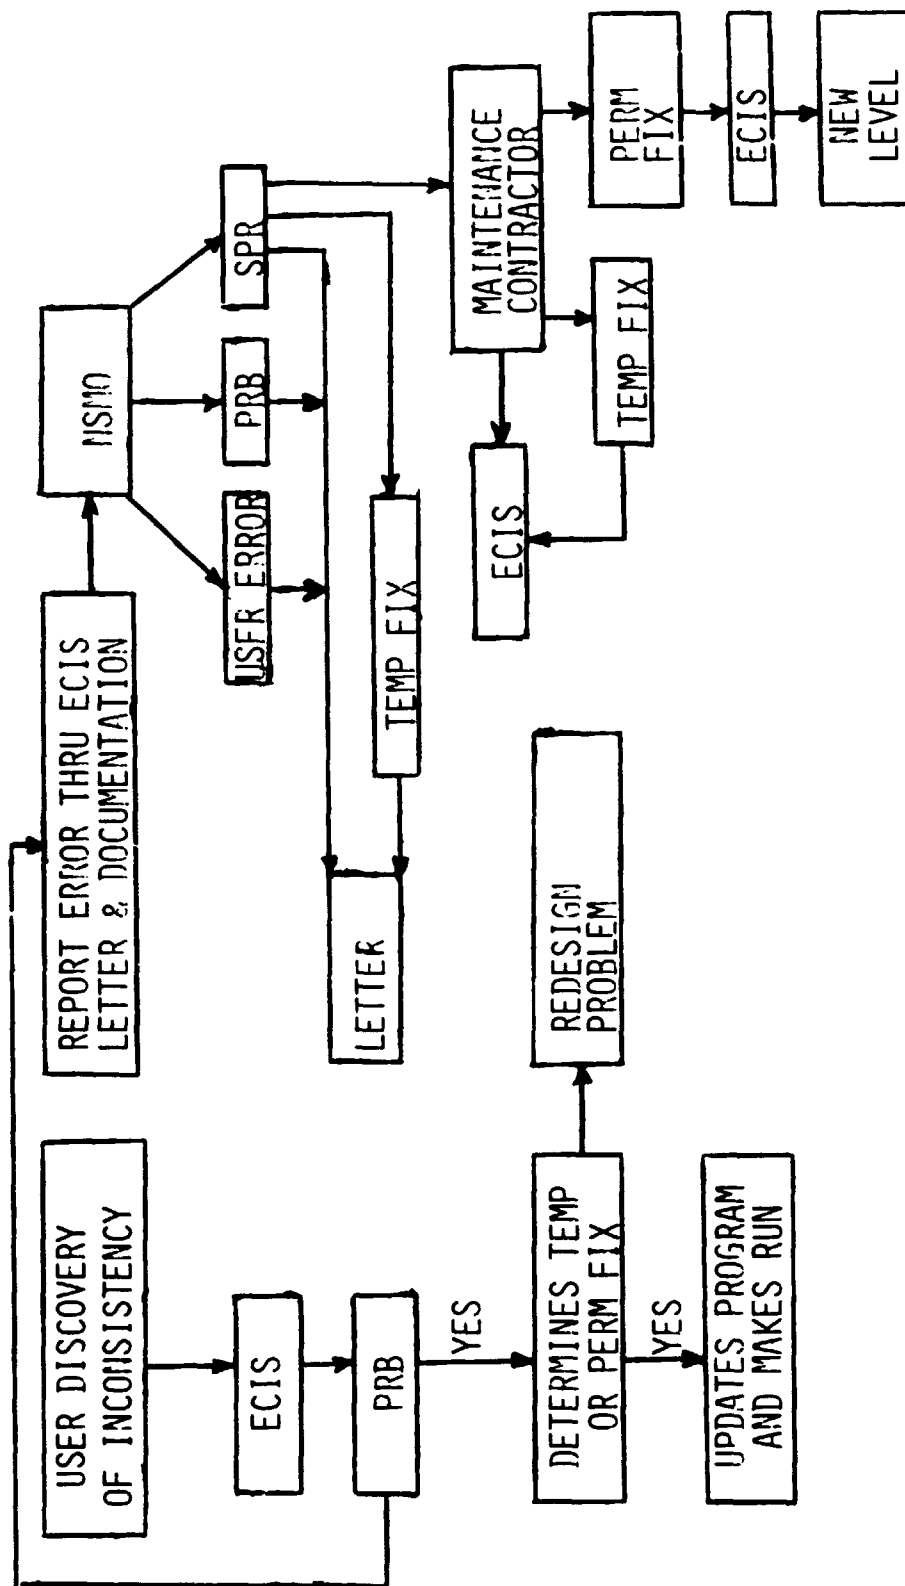 USER DISCOVERY
OF INCONSISTENCY
ECIS
PRB
YES
DETERMINES TEMP
OR PERM FIX
YES
UPDATES PROGRAM
AND MAKES RUN
REDESIGN
PROBLEM
REPORT ERROR THRU ECIS
LETTER & DOCUMENTATION
NSMO
USER ERROR
PRB
SPR
LETTER
TEMP FIX
MAINTENANCE
CONTRACTOR
ECIS
TEMP FIX
PERM
FIX
ECIS
NEW
LEVEL